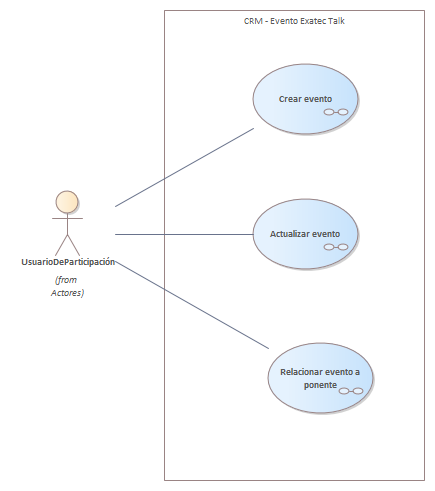 CRM - Evento Exatec Talk
Crear evento
Actualizar evento
UsuarioDeParticipación
(from
Actores)
Relacionar evento a
ponente